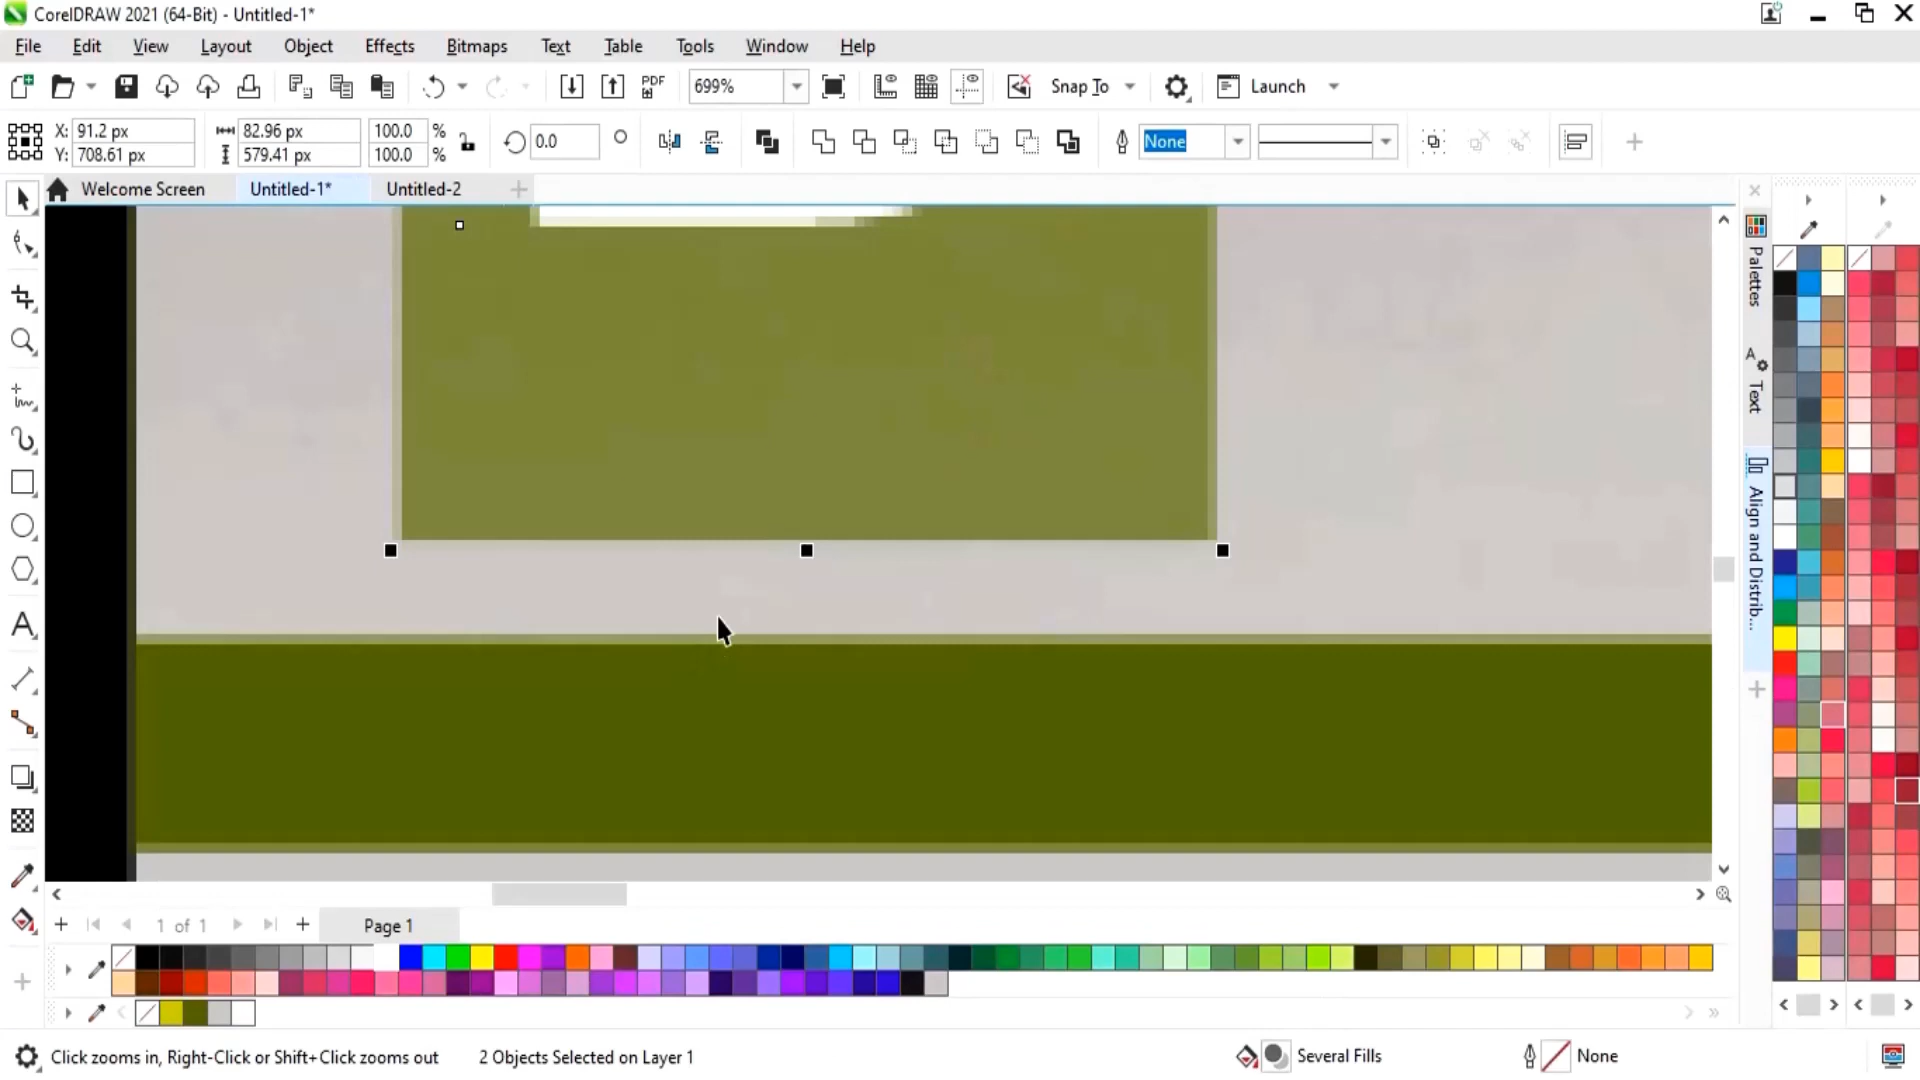 CorelDRAW 2021 (64-Bit) - Untitled-1*
File Edit View Layout Object Effects Bitmaps Text Table Tools Window Help
PDF 699% Snap To Launch
X: 91.2 px 82.96 px 100.0 % 0.0 None
Y: 708.61 px 579.41 px 100.0 %
Welcome Screen Untitled-1* Untitled-2
Palettes
Text
Align and Distrib...
1 of 1 Page 1
Click zooms in, Right-Click or Shift+Click zooms out 2 Objects Selected on Layer 1 Several Fills None